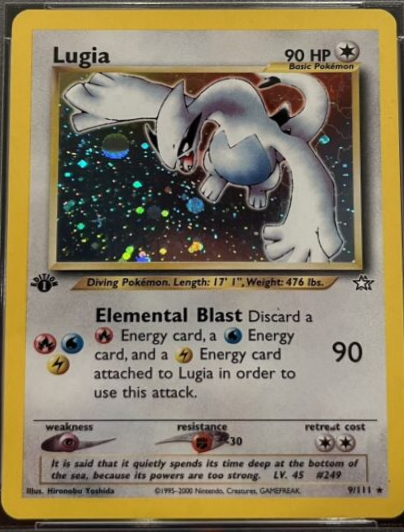 Lugia
90 HP
Basic Pokémon
EDITION
1
Diving Pokémon. Length: 17' 1", Weight: 476 lbs.
Elemental Blast Discard a
Energy card, a Energy
card, and a Energy card
attached to Lugia in order to
use this attack.
90
weakness
resistance
retreat cost
-30
It is said that it quietly spends its time deep at the bottom of
the sea, because its powers are too strong. LV. 45 #249
Illus. Hironobu Yoshida
©1995-2000 Nintendo, Creatures, GAMEFREAK.
9/111 ★